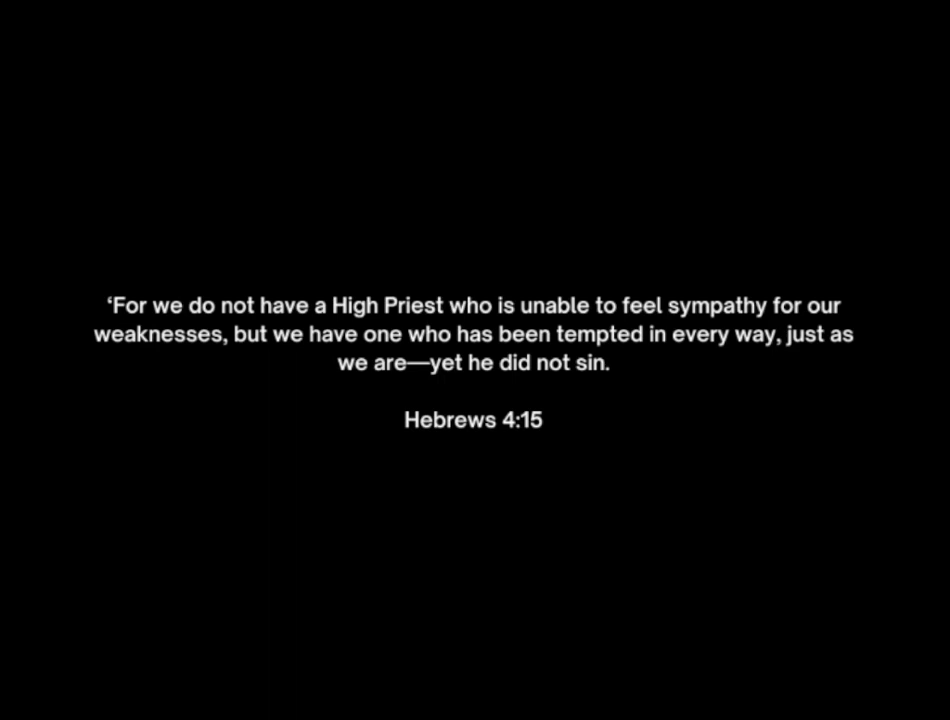 ‘For we do not have a High Priest who is unable to feel sympathy for our
weaknesses, but we have one who has been tempted in every way, just as
we are—yet he did not sin.
Hebrews 4:15